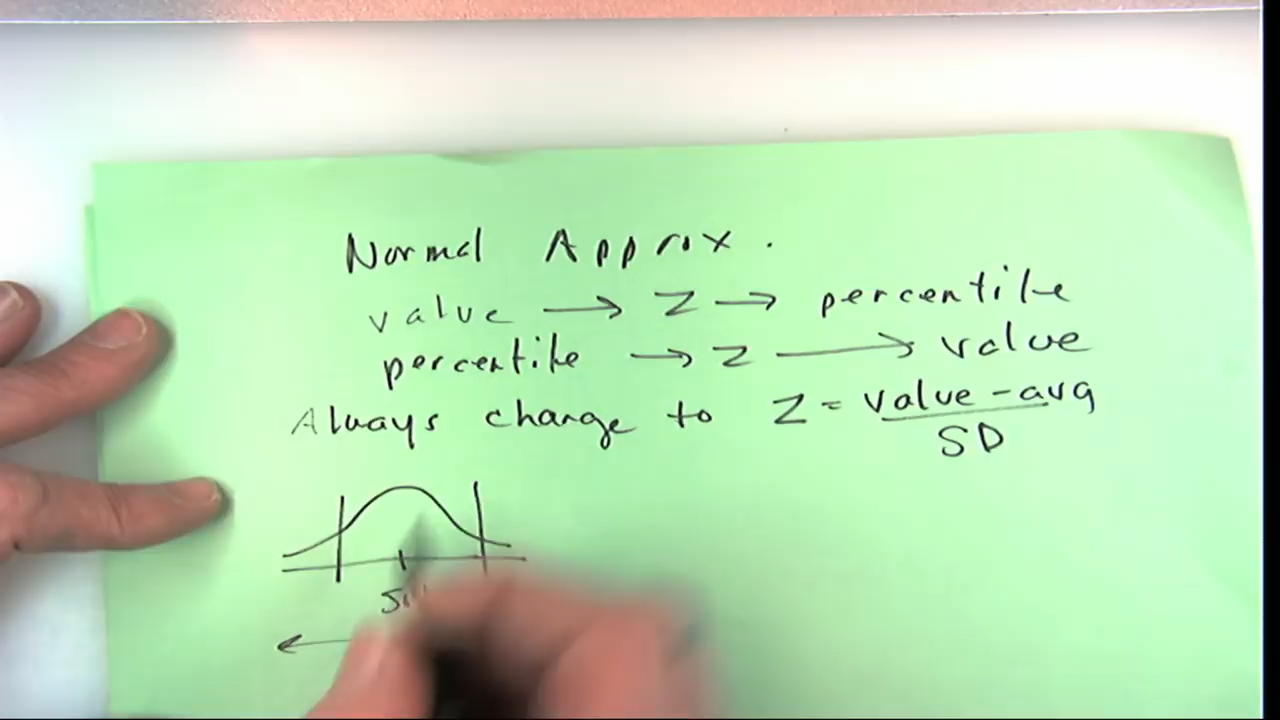 Normal Approx.
value → Z → percentile
percentile → Z → value
Always change to Z = value - avg
SD